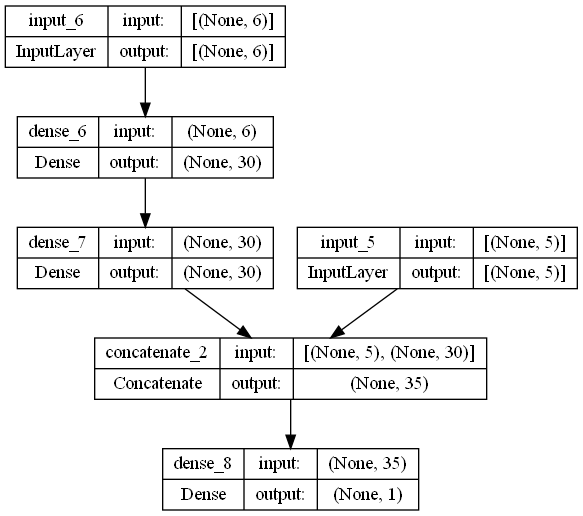 input_6 input: [(None, 6)]
InputLayer output: [(None, 6)]
dense_6 input: (None, 6)
Dense output: (None, 30)
dense_7 input: (None, 30)
Dense output: (None, 30)
input_5 input: [(None, 5)]
InputLayer output: [(None, 5)]
concatenate_2 input: [(None, 5), (None, 30)]
Concatenate output: (None, 35)
dense_8 input: (None, 35)
Dense output: (None, 1)